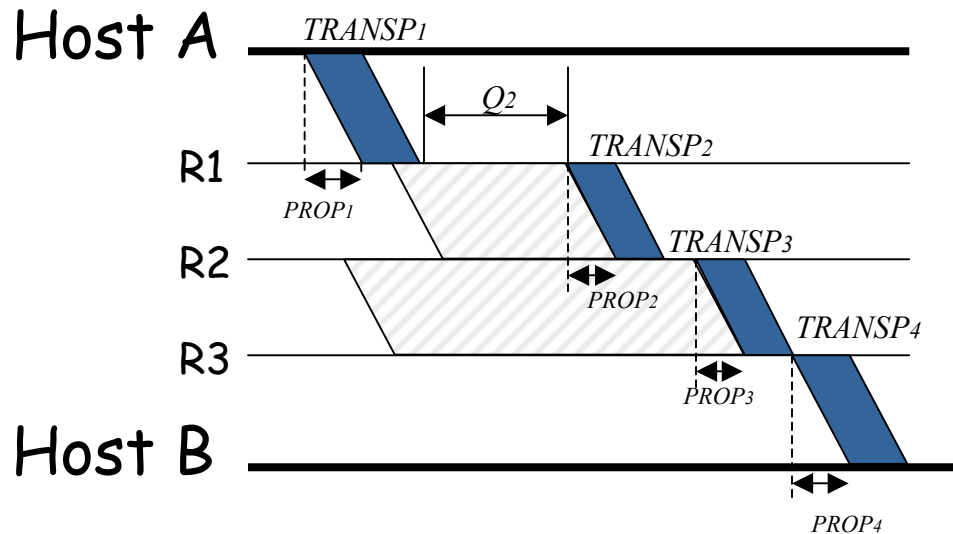 Host A
TRANSP1
Q2
TRANSP2
R1
PROP1
TRANSP3
R2
PROP2
TRANSP4
R3
PROP3
Host B
PROP4